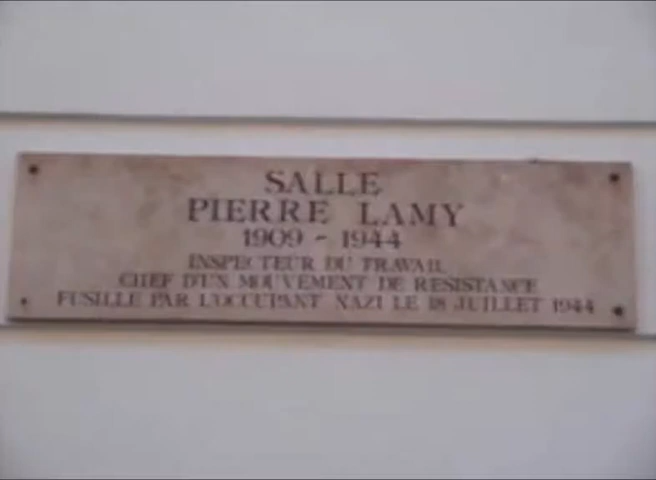 SALLE
PIERRE LAMY
1909 - 1944
INSPECTEUR DU TRAVAIL
CHEF D'UN MOUVEMENT DE RESISTANCE
FUSILLE PAR L'OCCUPANT NAZI LE 18 JUILLET 1944